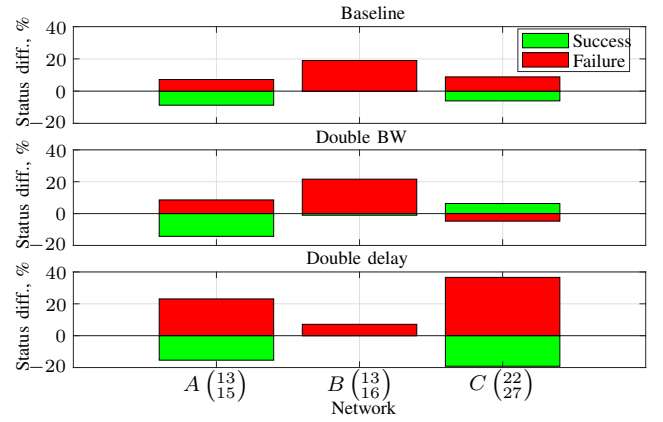 Baseline
Status diff., %
40
20
0
−20
Success
Failure
Double BW
Status diff., %
40
20
0
−20
Double delay
Status diff., %
40
20
0
−20
A (13 15) B (13 16) C (22 27)
Network